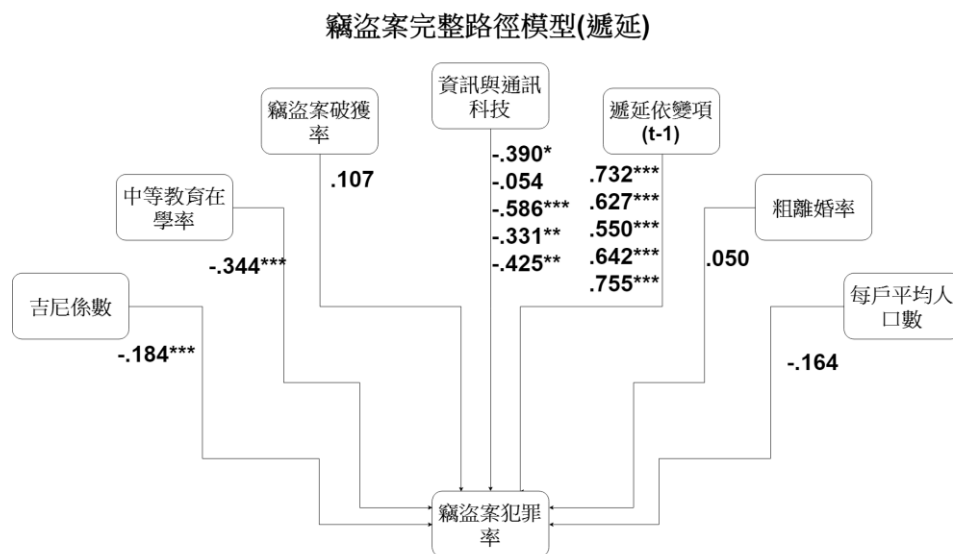 竊盜案完整路徑模型(遞延)
資訊與通訊
科技
竊盜案破獲
率
遞延依變項
(t-1)
-.390*
-.054
-.586***
-.331**
-.425**
.732***
.627***
.550***
.642***
.755***
.107
中等教育在
學率
粗離婚率
-.344***
.050
吉尼係數
每戶平均人
口數
-.184***
-.164
竊盜案犯罪
率